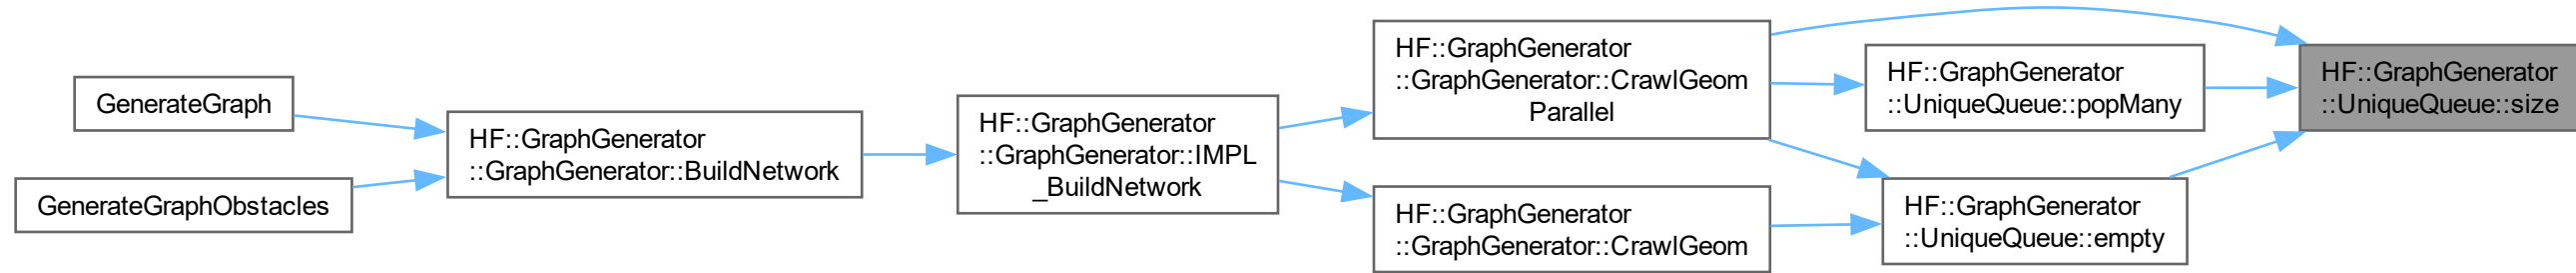 GenerateGraph
GenerateGraphObstacles
HF::GraphGenerator
::GraphGenerator::BuildNetwork
HF::GraphGenerator
::GraphGenerator::IMPL
_BuildNetwork
HF::GraphGenerator
::GraphGenerator::CrawlGeom
Parallel
HF::GraphGenerator
::GraphGenerator::CrawlGeom
HF::GraphGenerator
::UniqueQueue::popMany
HF::GraphGenerator
::UniqueQueue::empty
HF::GraphGenerator
::UniqueQueue::size